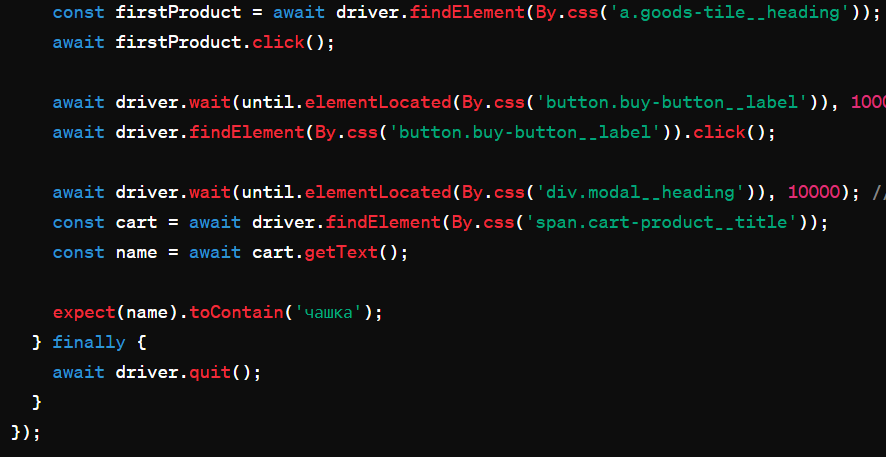 const firstProduct = await driver.findElement(By.css('a.goods-tile__heading'));
await firstProduct.click();
await driver.wait(until.elementLocated(By.css('button.buy-button__label')), 1000
await driver.findElement(By.css('button.buy-button__label')).click();
await driver.wait(until.elementLocated(By.css('div.modal__heading')), 10000); //
const cart = await driver.findElement(By.css('span.cart-product__title'));
const name = await cart.getText();
expect(name).toContain('чашка');
} finally {
await driver.quit();
}
});